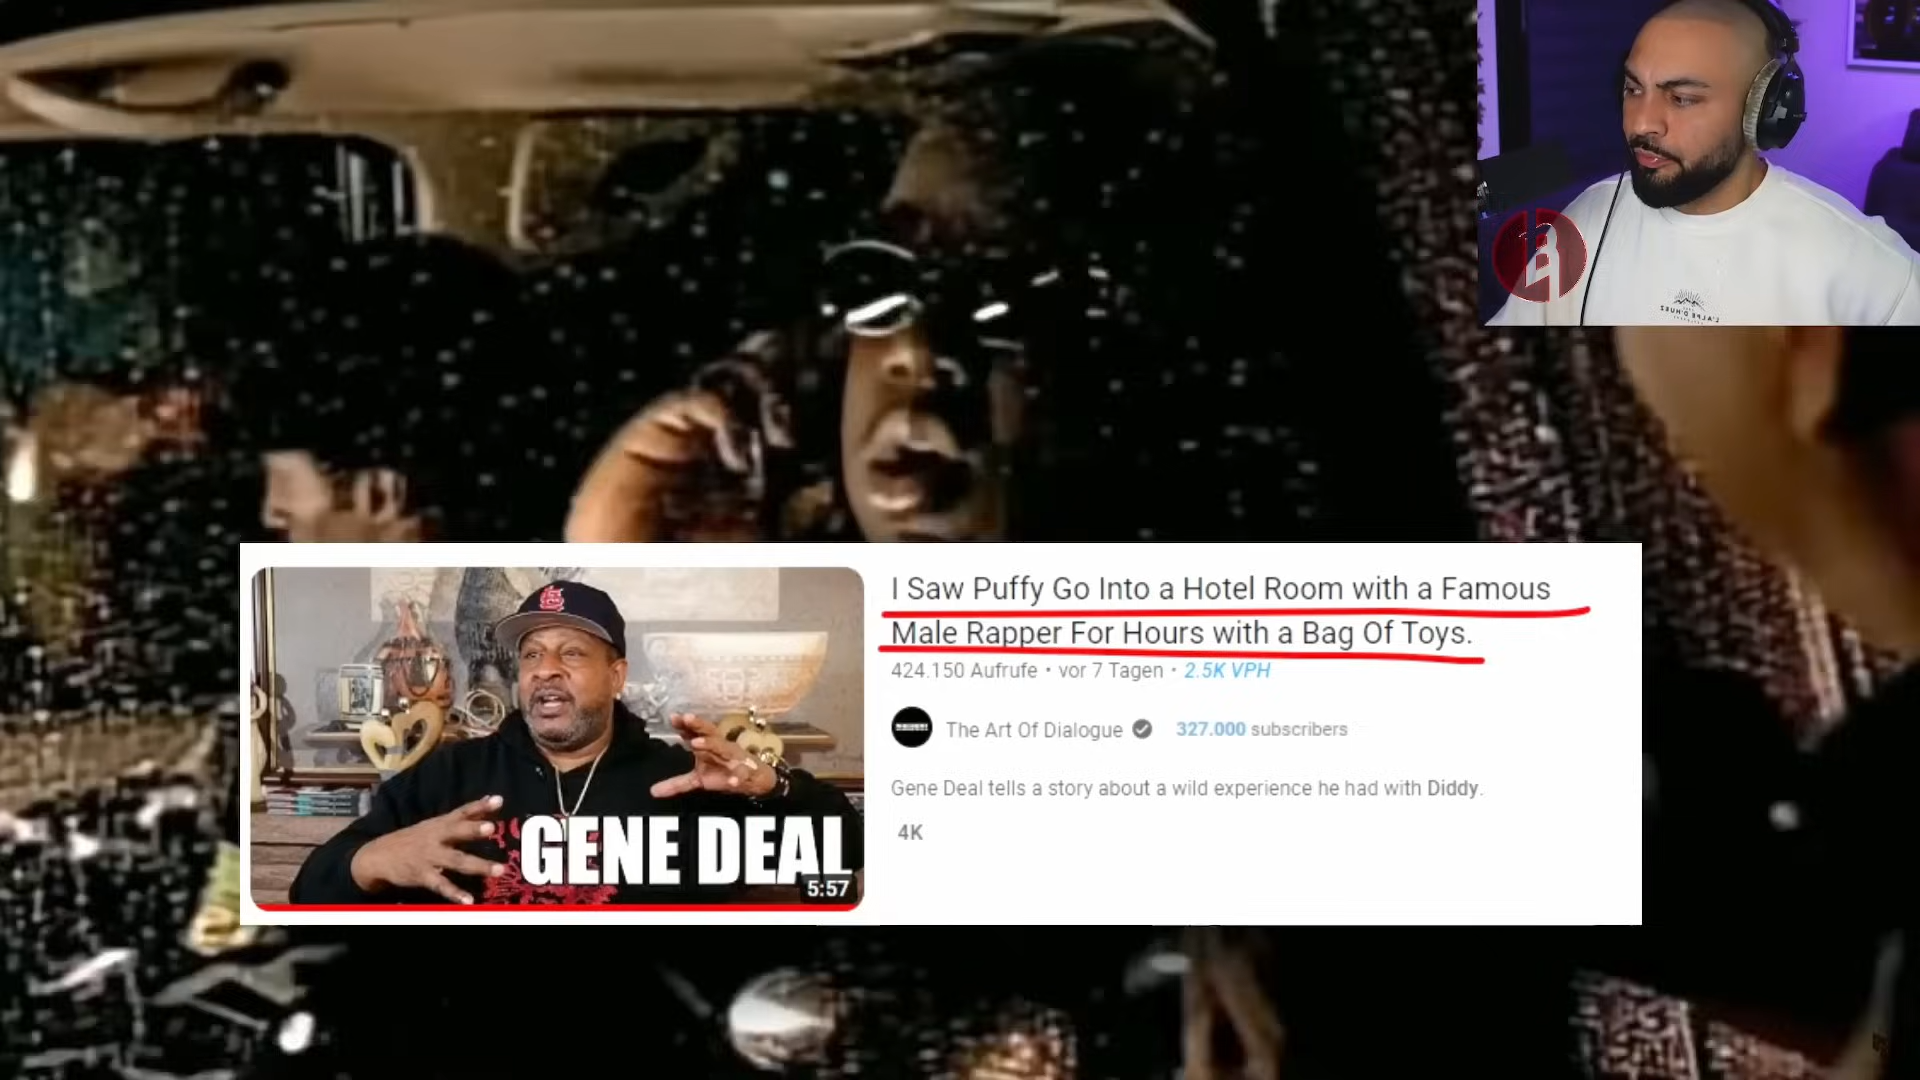 I Saw Puffy Go Into a Hotel Room with a Famous
Male Rapper For Hours with a Bag Of Toys.
424.150 Aufrufe • vor 7 Tagen • 2.5K VPH
The Art Of Dialogue
327.000 subscribers
Gene Deal tells a story about a wild experience he had with Diddy.
4K
GENE DEAL
5:57
L'ALPE D'HUEZ